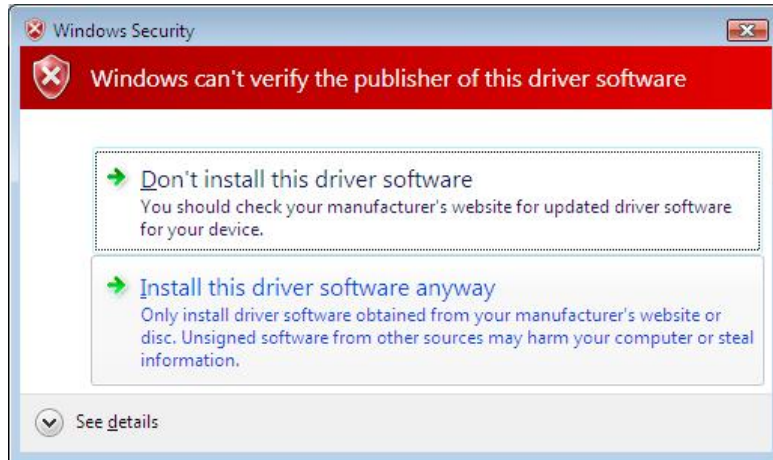 Windows Security
Windows can't verify the publisher of this driver software
Don't install this driver software
You should check your manufacturer's website for updated driver software
for your device.
Install this driver software anyway
Only install driver software obtained from your manufacturer's website or
disc. Unsigned software from other sources may harm your computer or steal
information.
See details